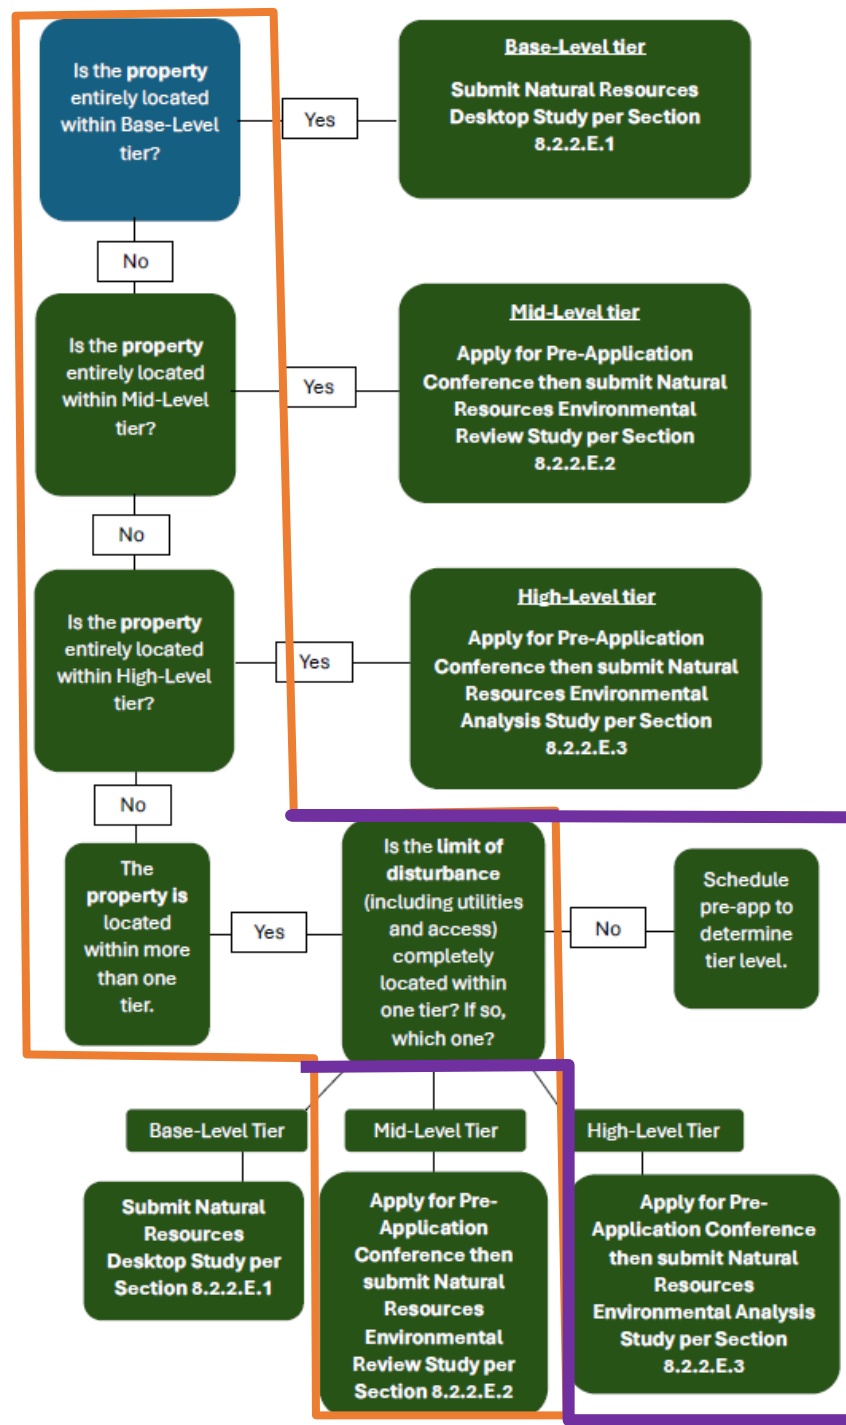 Is the property
entirely located
within Base-Level
tier?
Yes
Base-Level tier
Submit Natural Resources
Desktop Study per Section
8.2.2.E.1
No
Is the property
entirely located
within Mid-Level
tier?
Yes
Mid-Level tier
Apply for Pre-Application
Conference then submit Natural
Resources Environmental
Review Study per Section
8.2.2.E.2
No
Is the property
entirely located
within High-Level
tier?
Yes
High-Level tier
Apply for Pre-Application
Conference then submit Natural
Resources Environmental
Analysis Study per Section
8.2.2.E.3
No
The
property is
located
within more
than one
tier.
Yes
Is the limit of
disturbance
(including utilities
and access)
completely
located within
one tier? If so,
which one?
No
Schedule
pre-app to
determine
tier level.
Base-Level Tier
Submit Natural
Resources
Desktop Study per
Section 8.2.2.E.1
Mid-Level Tier
Apply for Pre-
Application
Conference then
submit Natural
Resources
Environmental
Review Study per
Section 8.2.2.E.2
High-Level Tier
Apply for Pre-
Application Conference
then submit Natural
Resources
Environmental Analysis
Study per Section
8.2.2.E.3